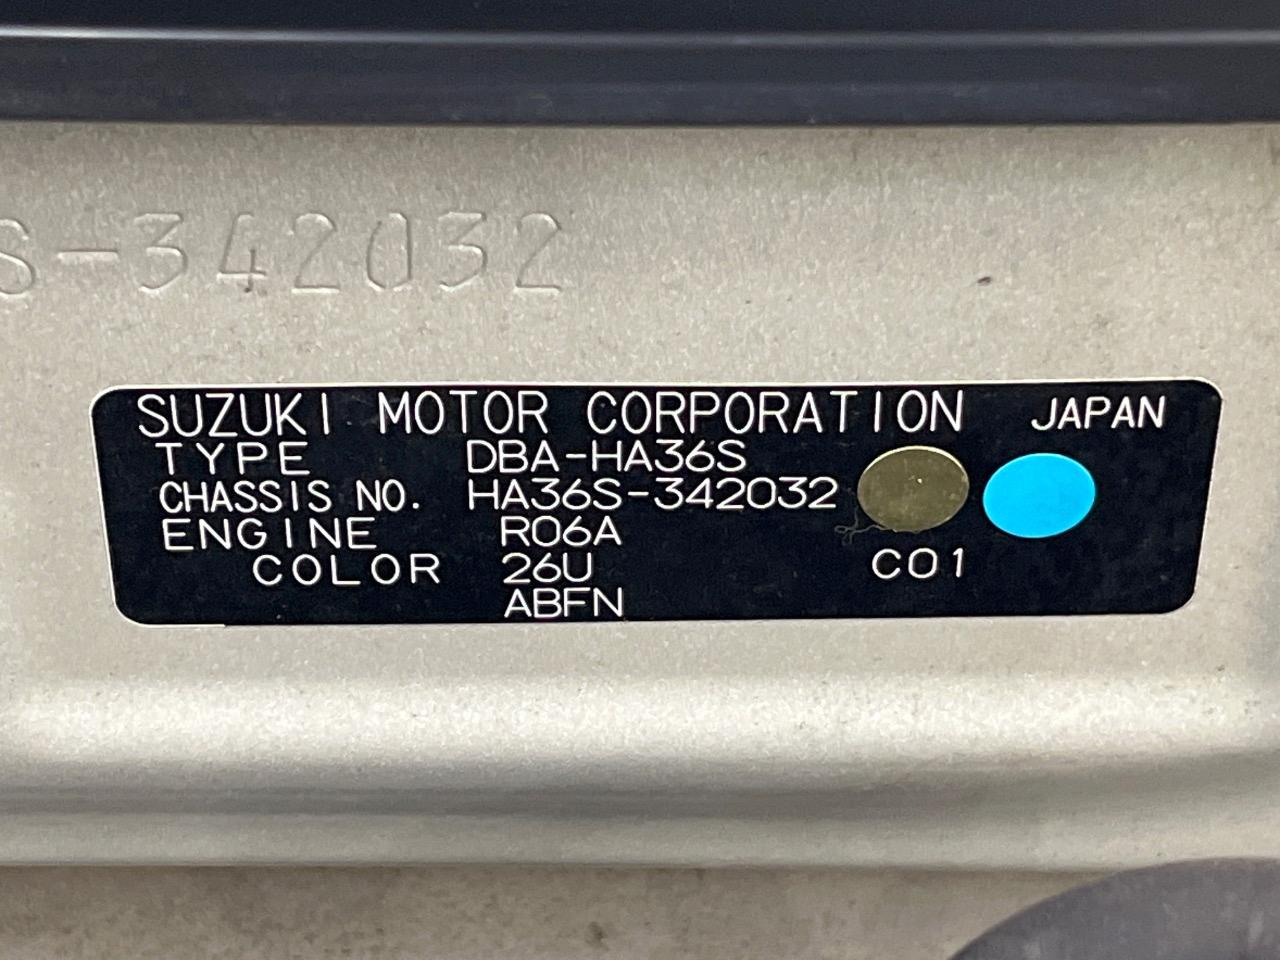 S-342032
SUZUKI MOTOR CORPORATION JAPAN
TYPE DBA-HA36S
CHASSIS NO. HA36S-342032
ENGINE R06A
COLOR 26U C01
ABFN